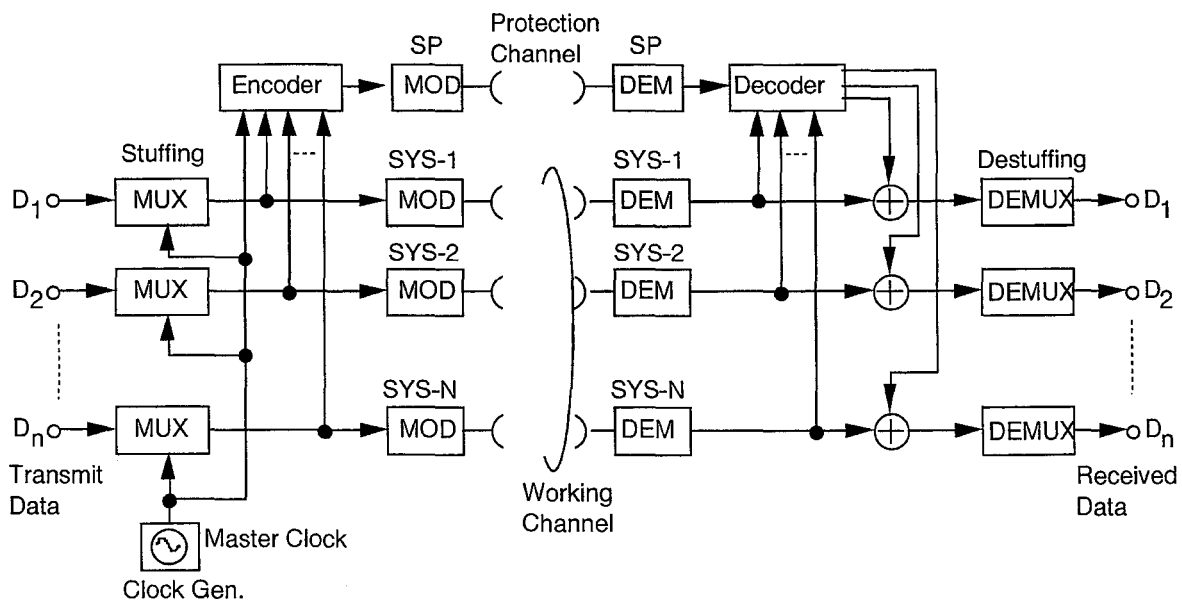 Protection
Channel
SP
SP
Encoder
MOD
DEM
Decoder
Stuffing
SYS-1
SYS-1
Destuffing
D1
MUX
MOD
DEM
DEMUX
D1
SYS-2
SYS-2
D2
MUX
MOD
DEM
DEMUX
D2
SYS-N
SYS-N
Dn
MUX
MOD
DEM
DEMUX
Dn
Transmit
Data
Working
Channel
Received
Data
Master Clock
Clock Gen.